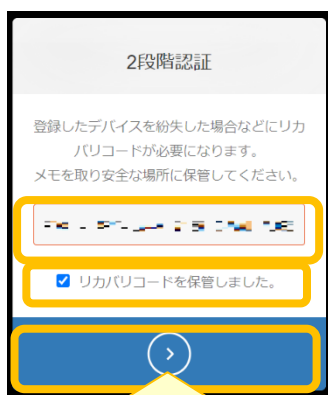 2段階認証
登録したデバイスを紛失した場合などにリカ
バリコードが必要になります。
メモを取り安全な場所に保管してください。
リカバリコードを保管しました。